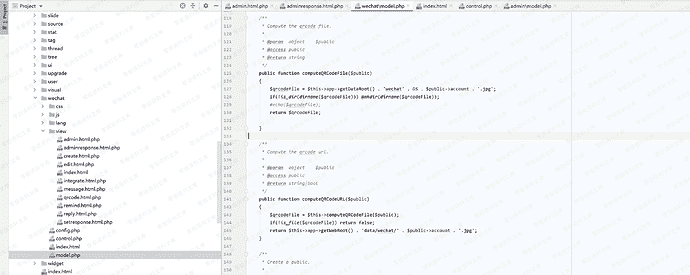 Project
slide
source
stat
tag
thread
tree
ui
upgrade
user
visual
wechat
css
js
lang
view
admin.html.php
adminresponse.html.php
create.html.php
edit.html.php
index.html
integrate.html.php
message.html.php
qrcode.html.php
remind.html.php
reply.html.php
setresponse.html.php
config.php
control.php
index.html
model.php
widget
index.html
admin.html.php adminresponse.html.php wechat\model.php index.html control.php admin\model.php
/**
* Compute the qrcode file.
*
* @param object $public
* @access public
* @return string
*/
public function computeQRCodeFile($public)
{
$qrcodeFile = $this->app->getDataRoot() . 'wechat' . DS . $public->account . '.jpg';
if(!is_dir(dirname($qrcodeFile))) @mkdir(dirname($qrcodeFile));
#echo($qrcodeFile);
return $qrcodeFile;
}
/**
* Compute the qrcode url.
*
* @param object $public
* @access public
* @return string/bool
*/
public function computeQRCodeURL($public)
{
$qrcodeFile = $this->computeQRCodeFile($public);
if(!is_file($qrcodeFile)) return false;
return $this->app->getWebRoot() . 'data/wechat/' . $public->account . '.jpg';
}
/**
* Create a public.
*